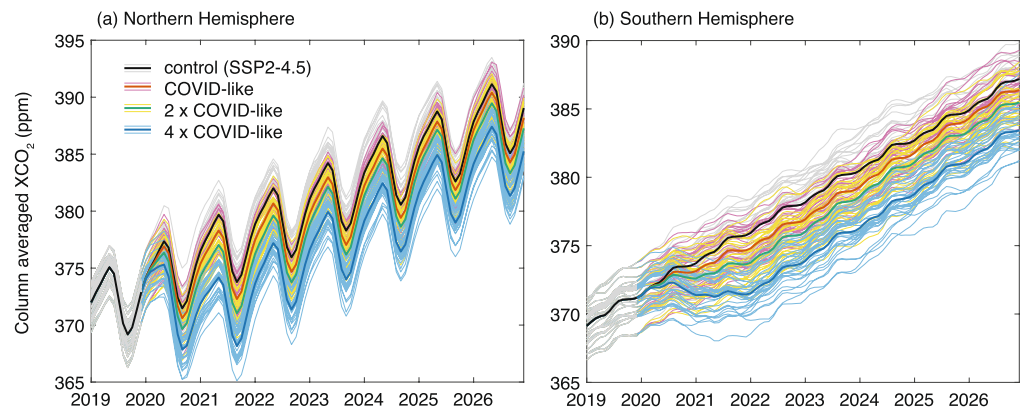 (a) Northern Hemisphere
(b) Southern Hemisphere
Column averaged XCO2 (ppm)
395
390
385
380
375
370
365
control (SSP2-4.5)
COVID-like
2 x COVID-like
4 x COVID-like
2019 2020 2021 2022 2023 2024 2025 2026
390
385
380
375
370
365
2019 2020 2021 2022 2023 2024 2025 2026